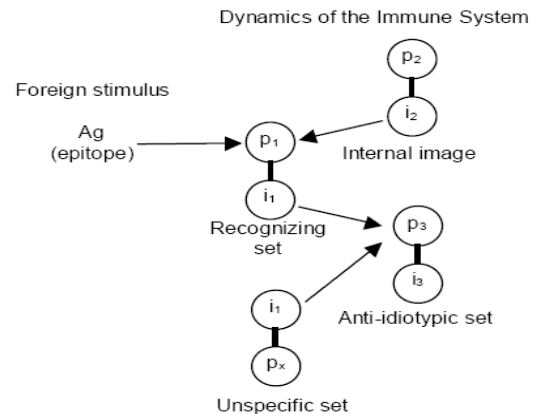 Dynamics of the Immune System
p₂
Foreign stimulus
i₂
Ag
(epitope)
p₁
Internal image
i₁
Recognizing
set
p₃
i₃
Anti-idiotypic set
i₁
pₓ
Unspecific set